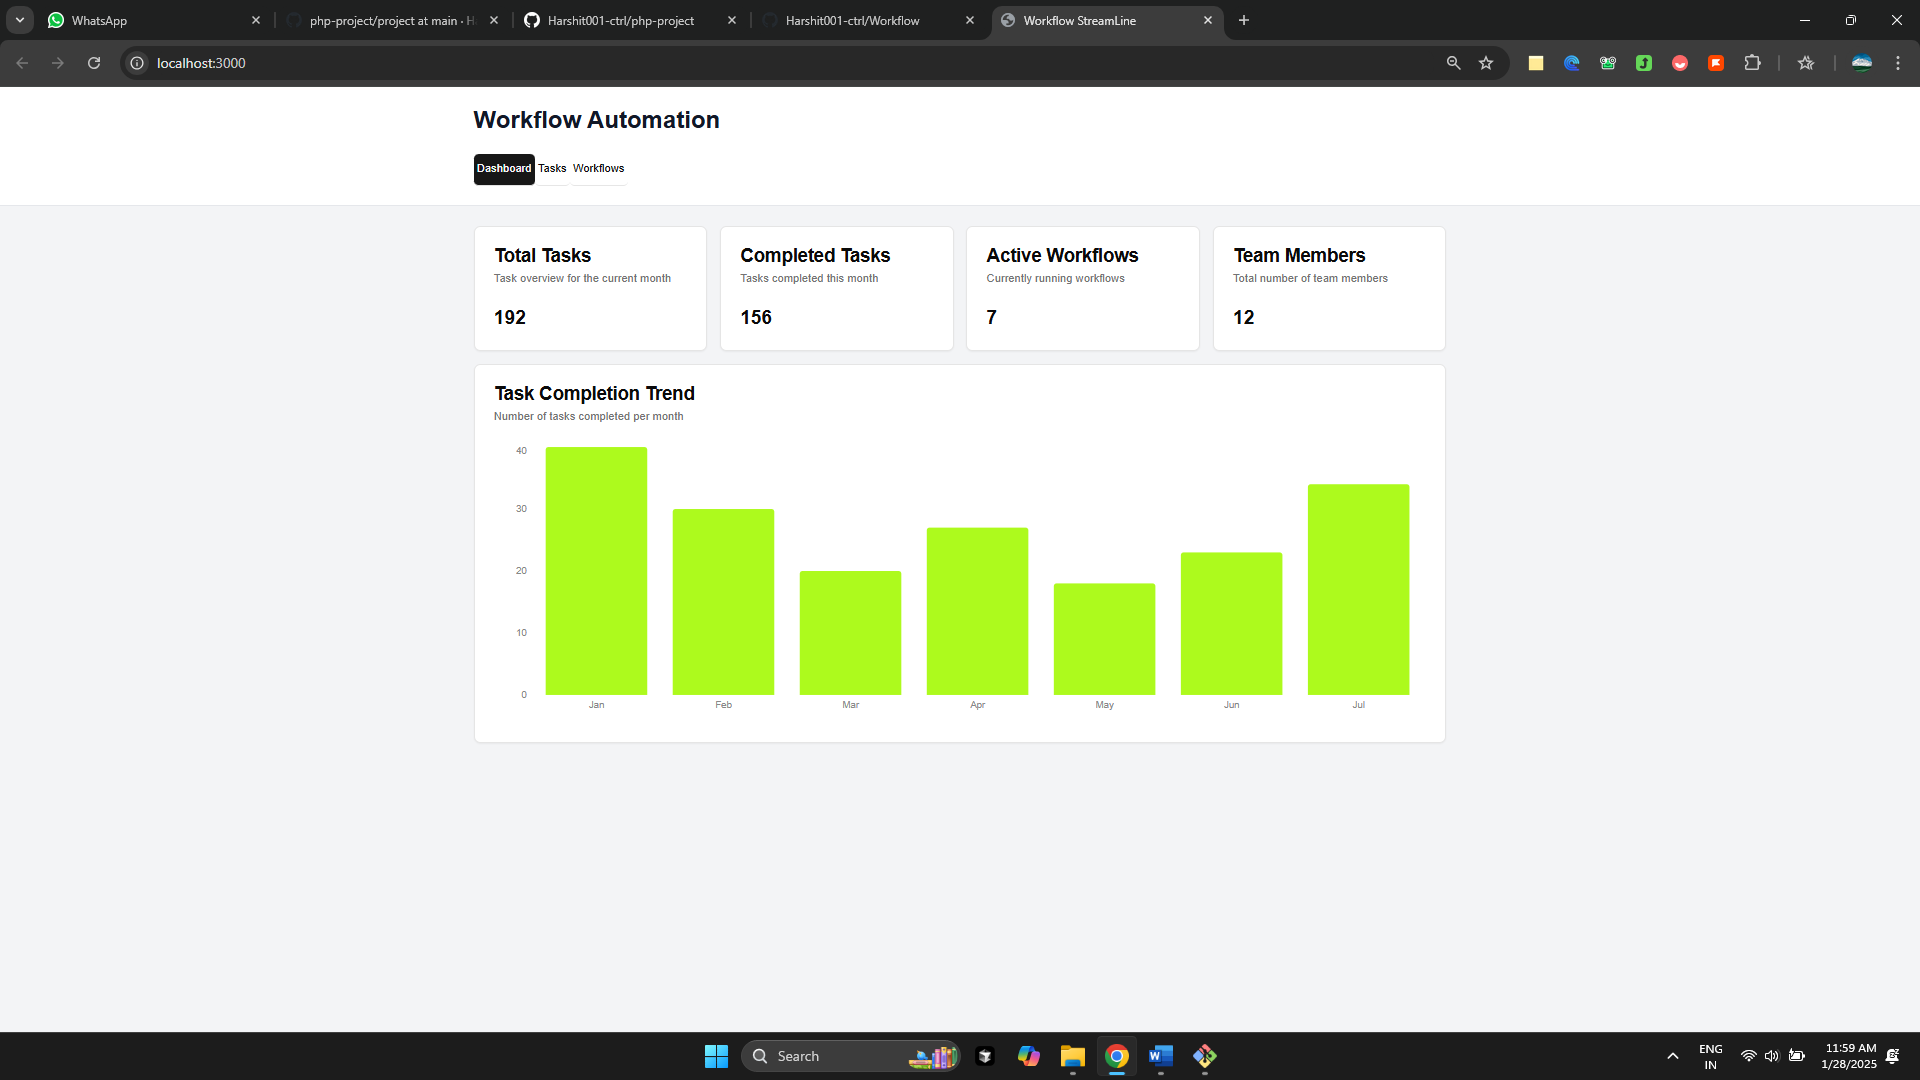 WhatsApp
php-project/project at main · H
Harshit001-ctrl/php-project
Harshit001-ctrl/Workflow
Workflow StreamLine
localhost:3000
Workflow Automation
Dashboard Tasks Workflows
Total Tasks
Task overview for the current month
192
Completed Tasks
Tasks completed this month
156
Active Workflows
Currently running workflows
7
Team Members
Total number of team members
12
Task Completion Trend
Number of tasks completed per month
40
30
20
10
0
Jan Feb Mar Apr May Jun Jul
Search
ENG
IN
11:59 AM
1/28/2025